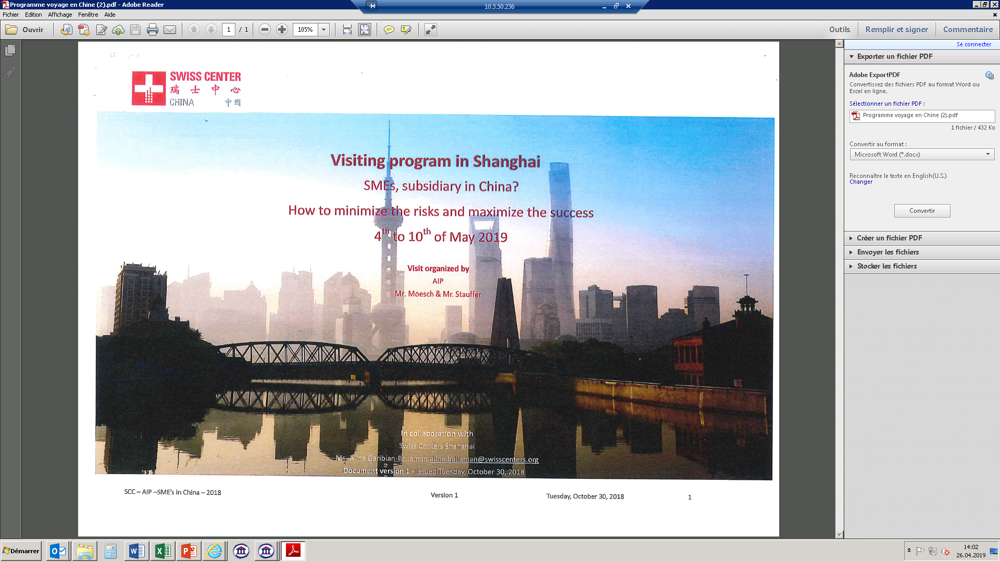 Programme voyage en Chine (2).pdf - Adobe Reader
10.3.50.236
Fichier Edition Affichage Fenêtre Aide
Ouvrir
1 / 1
105%
Outils
Remplir et signer
Commentaire
SWISS CENTER
瑞士中心
CHINA 中国
Visiting program in Shanghai
SMEs, subsidiary in China?
How to minimize the risks and maximize the success
4th to 10th of May 2019
Visit organized by
AIP
Mr. Moesch & Mr. Stauffer
In collaboration with
Swiss Centers Shanghai
Ms. Aline Garibian-Ballaman aline.ballaman@swisscenters.org
Document version 1 - Issued Tuesday, October 30, 2018
SCC – AIP –SME's in China – 2018
Version 1
Tuesday, October 30, 2018
1
Se connecter
Exporter un fichier PDF
Adobe ExportPDF
Convertissez des fichiers PDF au format Word ou
Excel en ligne.
Sélectionner un fichier PDF :
Programme voyage en Chine (2).pdf
1 fichier / 432 Ko
Convertir au format :
Microsoft Word (*.docx)
Reconnaître le texte en English(U.S.)
Changer
Convertir
Créer un fichier PDF
Envoyer les fichiers
Stocker les fichiers
Démarrer
14:02
26.04.2019